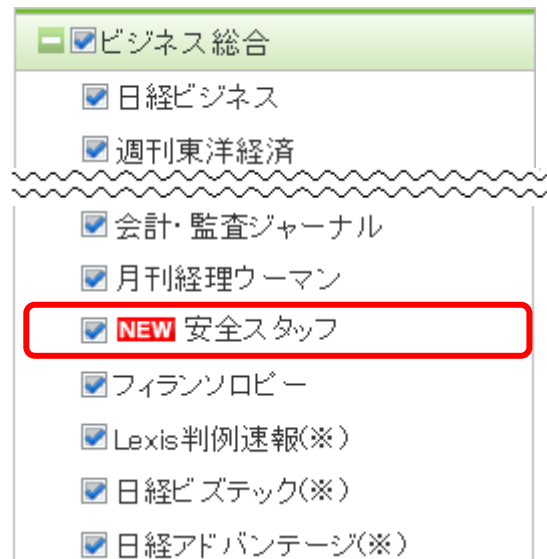 ビジネス総合
日経ビジネス
週刊東洋経済
会計・監査ジャーナル
月刊経理ウーマン
NEW 安全スタッフ
フィランソロピー
Lexis判例速報(※)
日経ビズテック(※)
日経アドバンテージ(※)